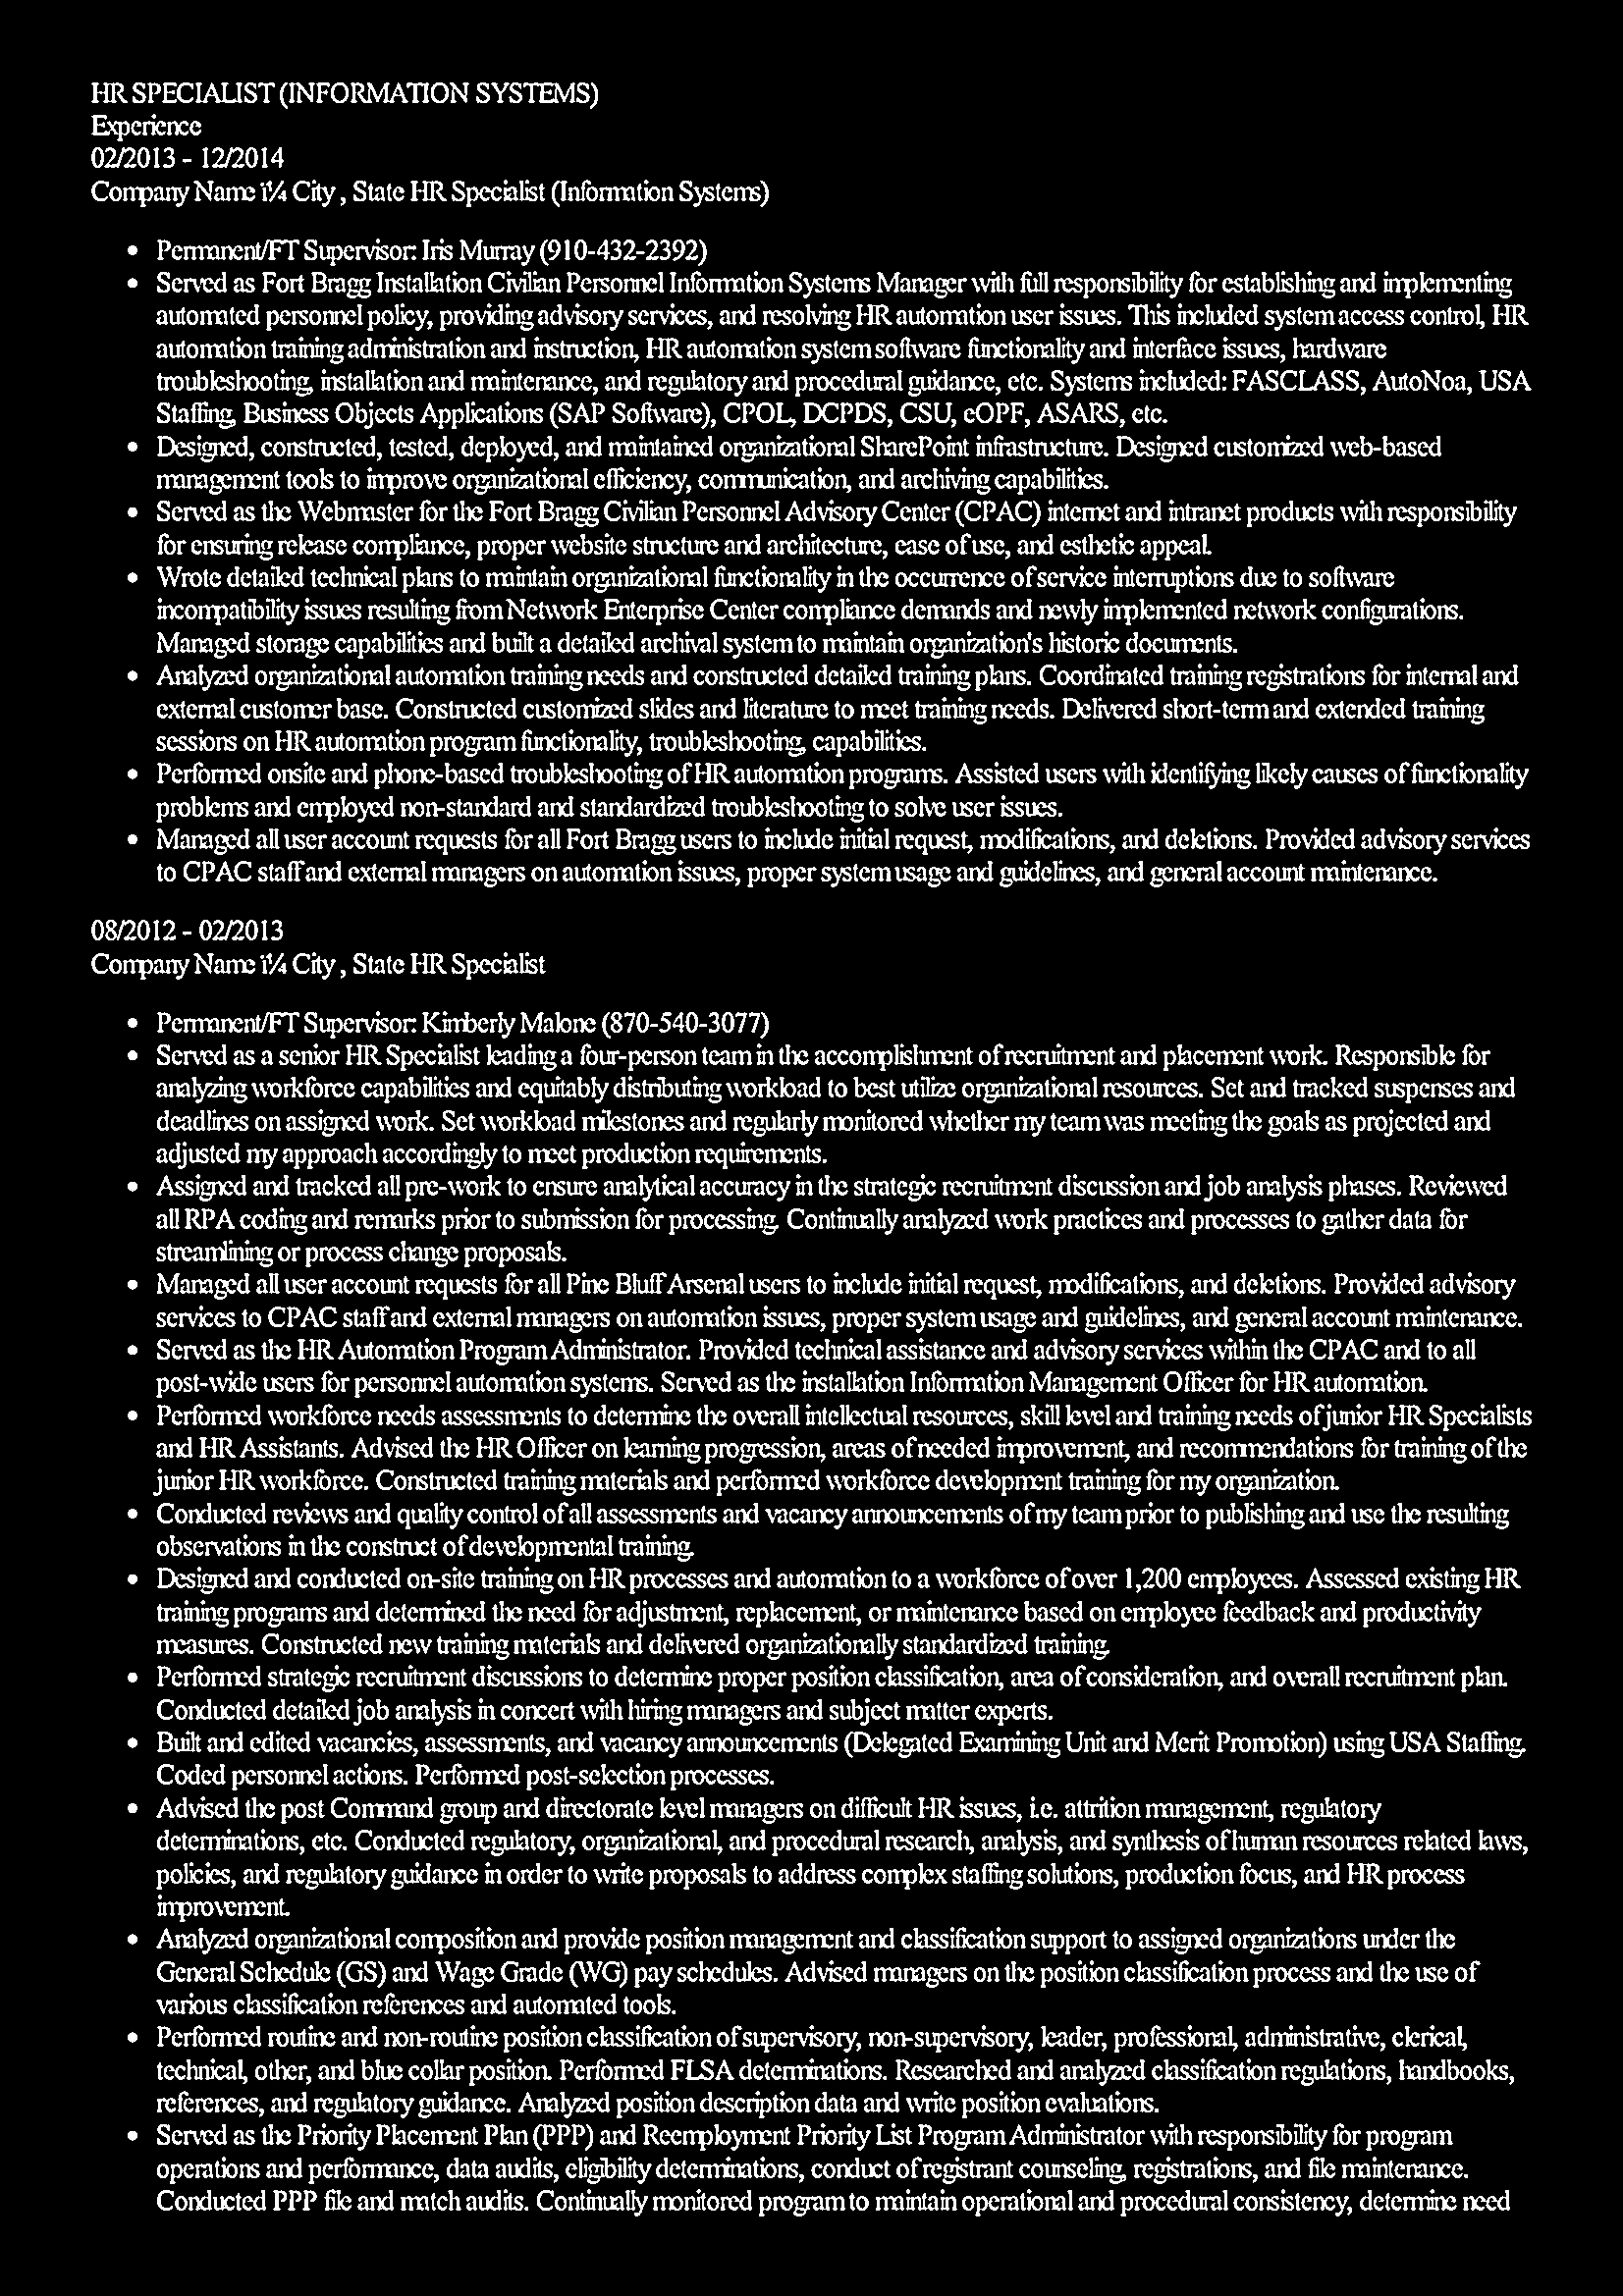 HR SPECIALIST (INFORMATION SYSTEMS)
Experience
02/2013 - 12/2014
Company Name ï¼ City , State HR Specialist (Information Systems)
• Permanent/FT Supervisor: Iris Murray (910-432-2392)
• Served as Fort Bragg Installation Civilian Personnel Information Systems Manager with full responsibility for establishing and implementing
automated personnel policy, providing advisory services, and resolving HR automation user issues. This included system access control, HR
automation training administration and instruction, HR automation system software functionality and interface issues, hardware
troubleshooting, installation and maintenance, and regulatory and procedural guidance, etc. Systems included: FASCLASS, AutoNoa, USA
Staffing, Business Objects Applications (SAP Software), CPOL, DCPDS, CSU, eOPF, ASARS, etc.
• Designed, constructed, tested, deployed, and maintained organizational SharePoint infrastructure. Designed customized web-based
management tools to improve organizational efficiency, communication, and archiving capabilities.
• Served as the Webmaster for the Fort Bragg Civilian Personnel Advisory Center (CPAC) internet and intranet products with responsibility
for ensuring release compliance, proper website structure and architecture, ease of use, and esthetic appeal.
• Wrote detailed technical plans to maintain organizational functionality in the occurrence of service interruptions due to software
incompatibility issues resulting from Network Enterprise Center compliance demands and newly implemented network configurations.
Managed storage capabilities and built a detailed archival system to maintain organization's historic documents.
• Analyzed organizational automation training needs and constructed detailed training plans. Coordinated training registrations for internal and
external customer base. Constructed customized slides and literature to meet training needs. Delivered short-term and extended training
sessions on HR automation program functionality, troubleshooting, capabilities.
• Performed onsite and phone-based troubleshooting of HR automation programs. Assisted users with identifying likely causes of functionality
problems and employed non-standard and standardized troubleshooting to solve user issues.
• Managed all user account requests for all Fort Bragg users to include initial request, modifications, and deletions. Provided advisory services
to CPAC staff and external managers on automation issues, proper system usage and guidelines, and general account maintenance.
08/2012 - 02/2013
Company Name ï¼ City , State HR Specialist
• Permanent/FT Supervisor: Kimberly Malone (870-540-3077)
• Served as a senior HR Specialist leading a four-person team in the accomplishment of recruitment and placement work. Responsible for
analyzing workforce capabilities and equitably distributing workload to best utilize organizational resources. Set and tracked suspenses and
deadlines on assigned work. Set workload milestones and regularly monitored whether my team was meeting the goals as projected and
adjusted my approach accordingly to meet production requirements.
• Assigned and tracked all pre-work to ensure analytical accuracy in the strategic recruitment discussion and job analysis phases. Reviewed
all RPA coding and remarks prior to submission for processing. Continually analyzed work practices and processes to gather data for
streamlining or process change proposals.
• Managed all user account requests for all Pine Bluff Arsenal users to include initial request, modifications, and deletions. Provided advisory
services to CPAC staff and external managers on automation issues, proper system usage and guidelines, and general account maintenance.
• Served as the HR Automation Program Administrator. Provided technical assistance and advisory services within the CPAC and to all
post-wide users for personnel automation systems. Served as the installation Information Management Officer for HR automation.
• Performed workforce needs assessments to determine the overall intellectual resources, skill level and training needs of junior HR Specialists
and HR Assistants. Advised the HR Officer on learning progression, areas of needed improvement, and recommendations for training of the
junior HR workforce. Constructed training materials and performed workforce development training for my organization.
• Conducted reviews and quality control of all assessments and vacancy announcements of my team prior to publishing and use the resulting
observations in the construct of developmental training.
• Designed and conducted on-site training on HR processes and automation to a workforce of over 1,200 employees. Assessed existing HR
training programs and determined the need for adjustment, replacement, or maintenance based on employee feedback and productivity
measures. Constructed new training materials and delivered organizationally standardized training.
• Performed strategic recruitment discussions to determine proper position classification, area of consideration, and overall recruitment plan.
Conducted detailed job analysis in concert with hiring managers and subject matter experts.
• Built and edited vacancies, assessments, and vacancy announcements (Delegated Examining Unit and Merit Promotion) using USA Staffing.
Coded personnel actions. Performed post-selection processes.
• Advised the post Command group and directorate level managers on difficult HR issues, i.e. attrition management, regulatory
determinations, etc. Conducted regulatory, organizational, and procedural research, analysis, and synthesis of human resources related laws,
policies, and regulatory guidance in order to write proposals to address complex staffing solutions, production focus, and HR process
improvement.
• Analyzed organizational composition and provide position management and classification support to assigned organizations under the
General Schedule (GS) and Wage Grade (WG) pay schedules. Advised managers on the position classification process and the use of
various classification references and automated tools.
• Performed routine and non-routine position classification of supervisory, non-supervisory, leader, professional, administrative, clerical,
technical, other, and blue collar position. Performed FLSA determinations. Researched and analyzed classification regulations, handbooks,
references, and regulatory guidance. Analyzed position description data and write position evaluations.
• Served as the Priority Placement Plan (PPP) and Reemployment Priority List Program Administrator with responsibility for program
operations and performance, data audits, eligibility determinations, conduct of registrant counseling, registrations, and file maintenance.
Conducted PPP file and match audits. Continually monitored program to maintain operational and procedural consistency, determine need